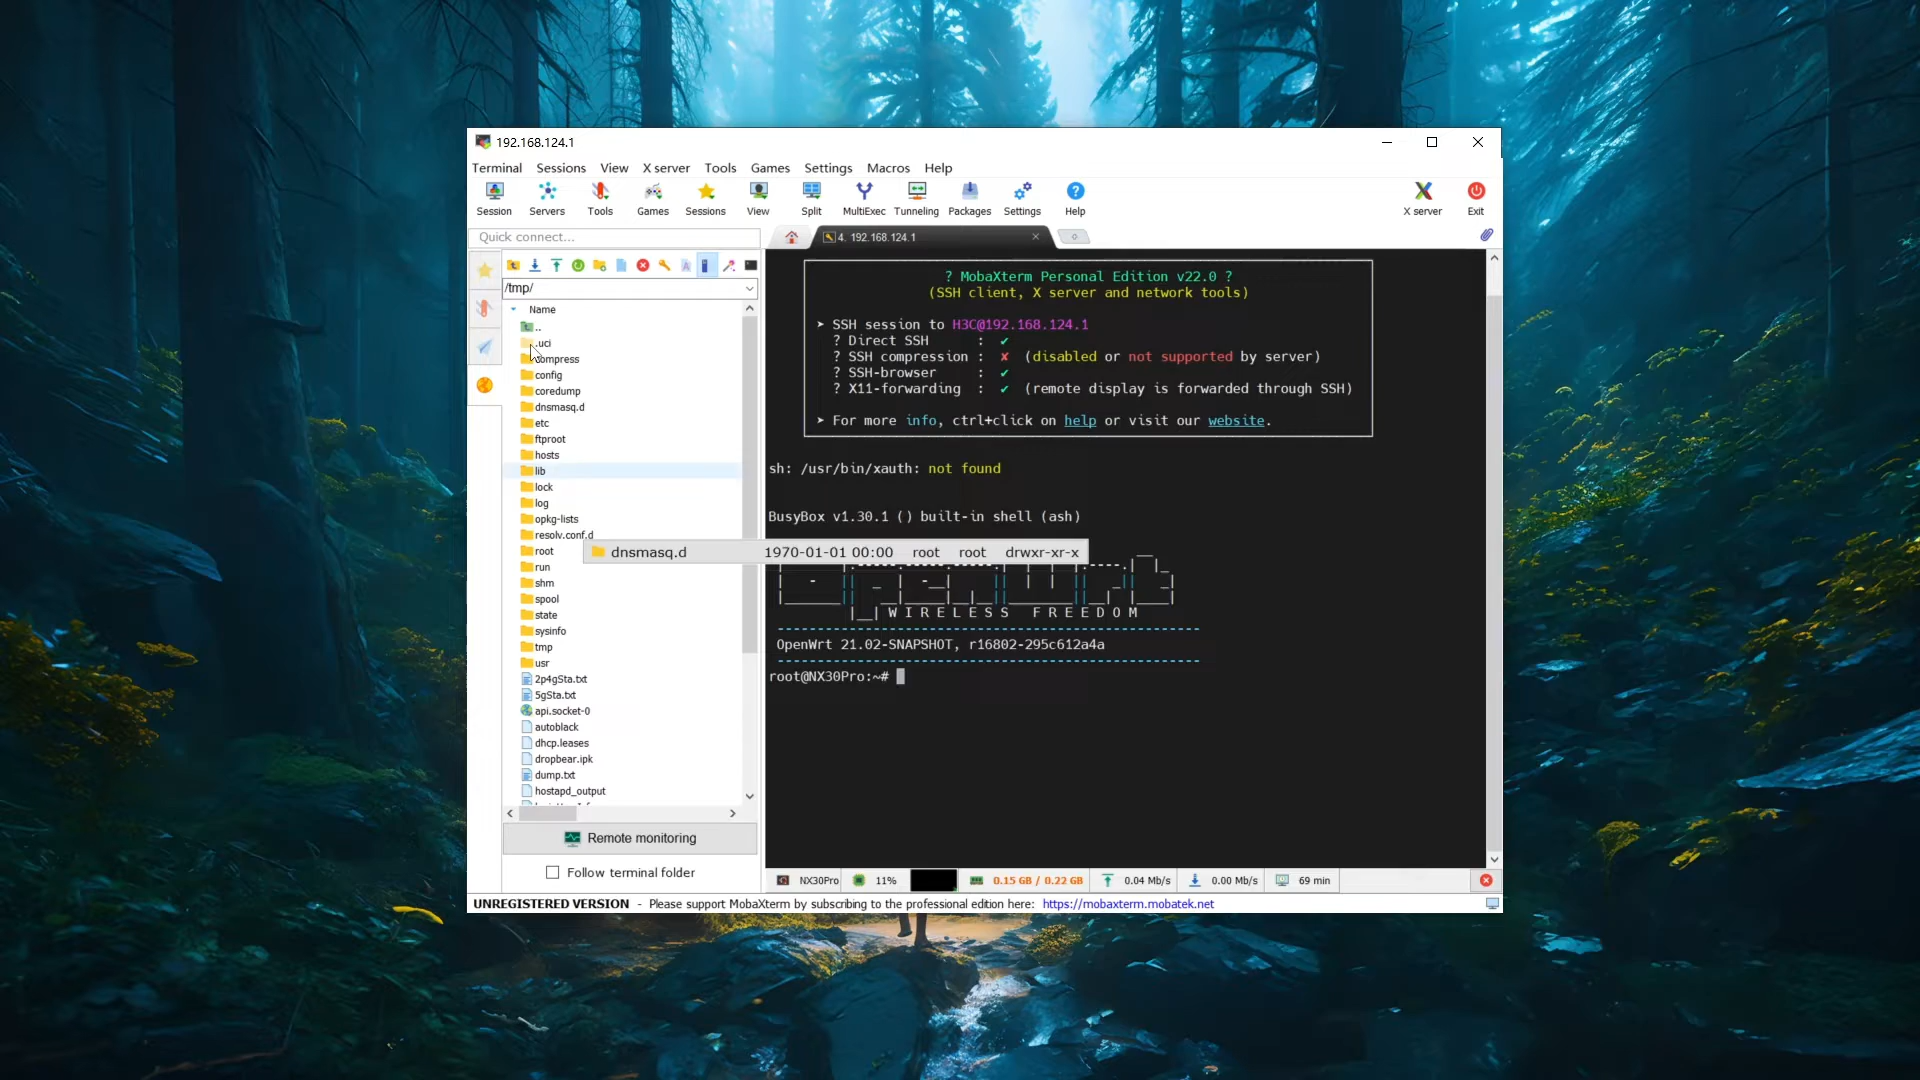 192.168.124.1
Terminal Sessions View X server Tools Games Settings Macros Help
Session Servers Tools Games Sessions View Split MultiExec Tunneling Packages Settings Help X server Exit
Quick connect...
4. 192.168.124.1
/tmp/
Name
..
.uci
compress
config
coredump
dnsmasq.d
etc
ftproot
hosts
lib
lock
log
opkg-lists
resolv.conf.d
root
run
shm
spool
state
sysinfo
tmp
usr
2p4gSta.txt
5gSta.txt
api.socket-0
autoblack
dhcp.leases
dropbear.ipk
dump.txt
hostapd_output
dnsmasq.d 1970-01-01 00:00 root root drwxr-xr-x
Remote monitoring
Follow terminal folder
? MobaXterm Personal Edition v22.0 ?
(SSH client, X server and network tools)
➤ SSH session to H3C@192.168.124.1
? Direct SSH : ✔
? SSH compression : ✘ (disabled or not supported by server)
? SSH-browser : ✔
? X11-forwarding : ✔ (remote display is forwarded through SSH)
➤ For more info, ctrl+click on help or visit our website.
sh: /usr/bin/xauth: not found
BusyBox v1.30.1 () built-in shell (ash)
W I R E L E S S F R E E D O M
OpenWrt 21.02-SNAPSHOT, r16802-295c612a4a
root@NX30Pro:~#
NX30Pro 11% 0.15 GB / 0.22 GB 0.04 Mb/s 0.00 Mb/s 69 min
UNREGISTERED VERSION - Please support MobaXterm by subscribing to the professional edition here: https://mobaxterm.mobatek.net